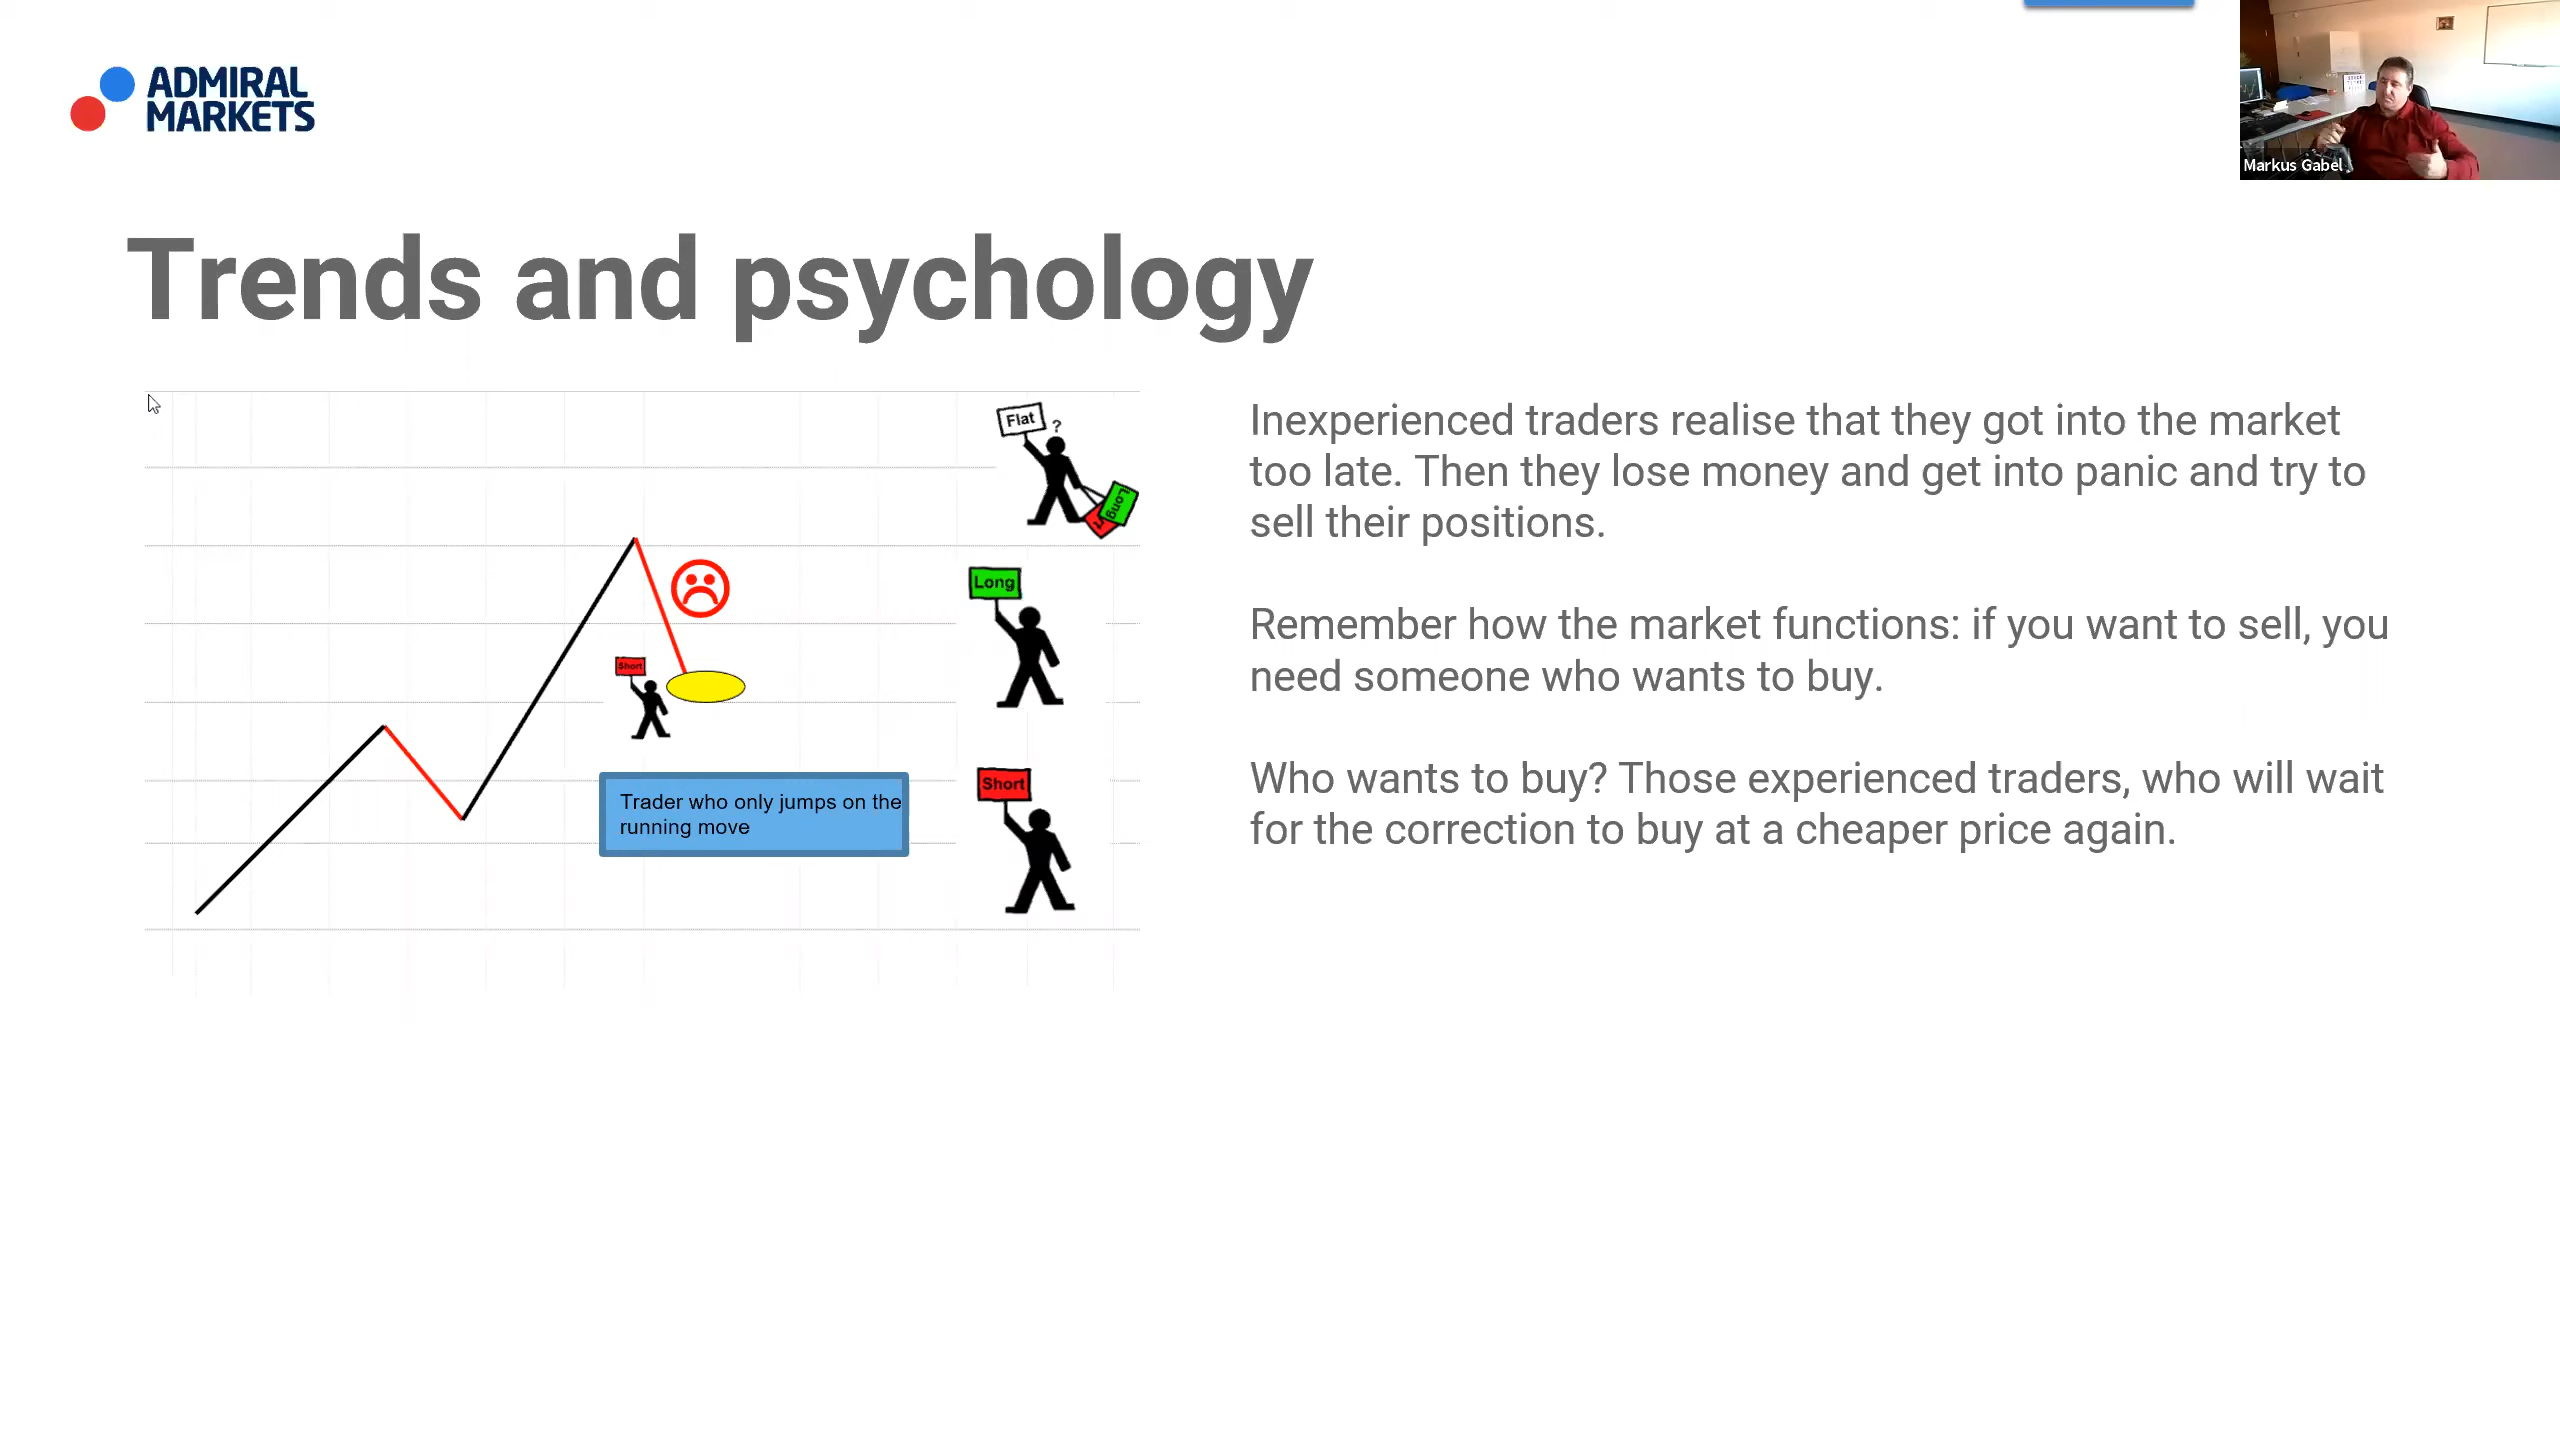 ADMIRAL
MARKETS
Markus Gabel
Trends and psychology
Flat
?
Long
Long
Short
Short
Trader who only jumps on the
running move
Inexperienced traders realise that they got into the market
too late. Then they lose money and get into panic and try to
sell their positions.
Remember how the market functions: if you want to sell, you
need someone who wants to buy.
Who wants to buy? Those experienced traders, who will wait
for the correction to buy at a cheaper price again.